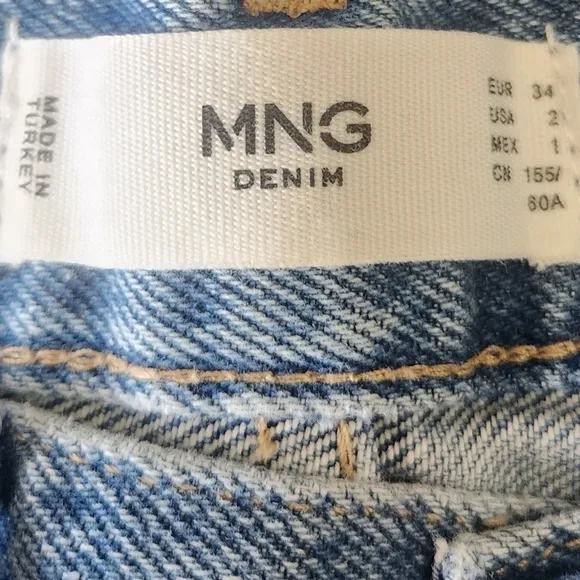 MADE IN
TURKEY
MNG
DENIM
EUR 34
USA 2
MEX 1
CN 155/
60A